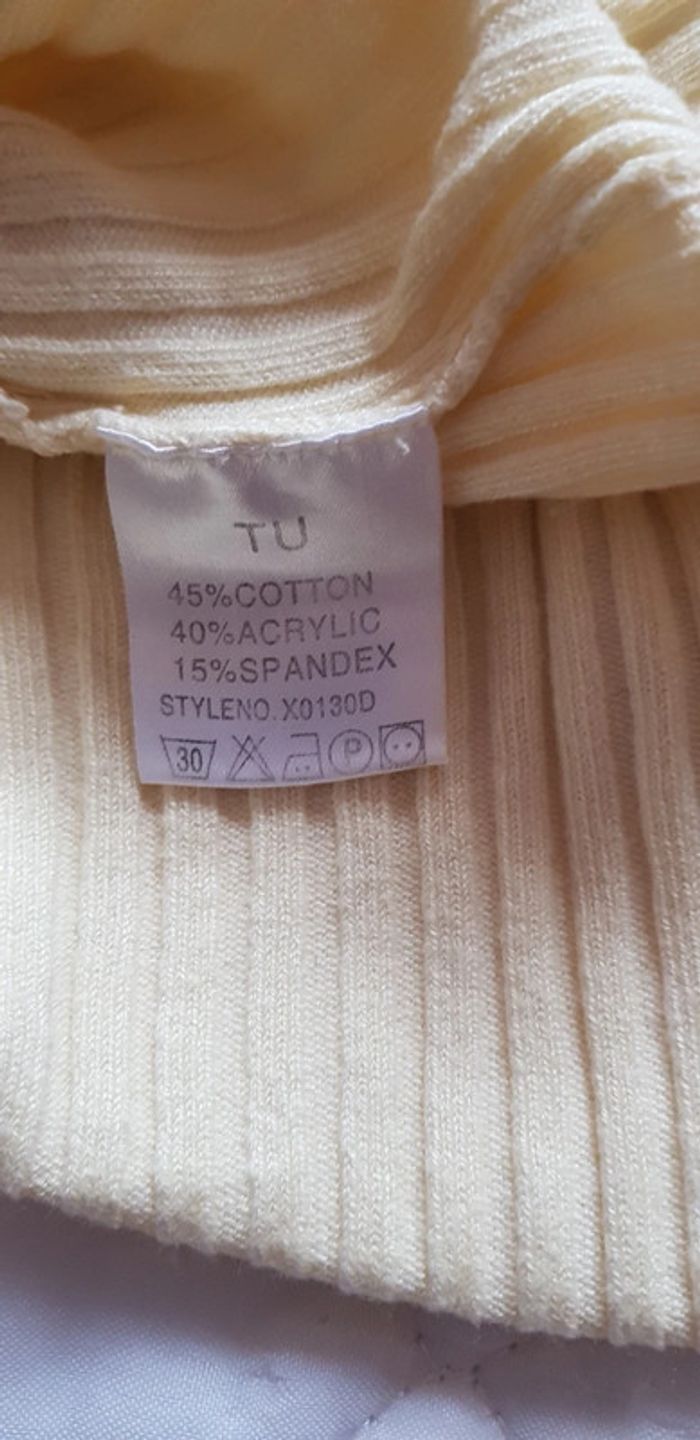 TU
45%COTTON
40%ACRYLIC
15%SPANDEX
STYLENO.X0130D
30 P